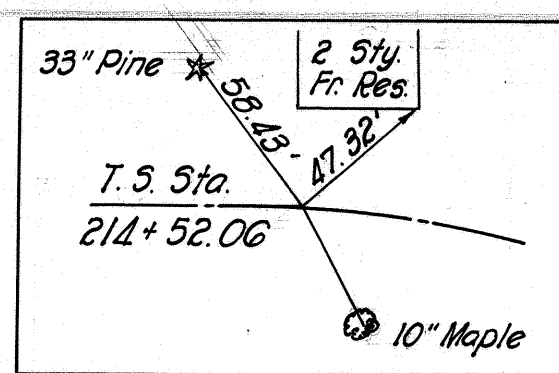 33" Pine
2 Sty.
Fr. Res.
58.43'
47.32'
T. S. Sta.
214 + 52.06
10" Maple